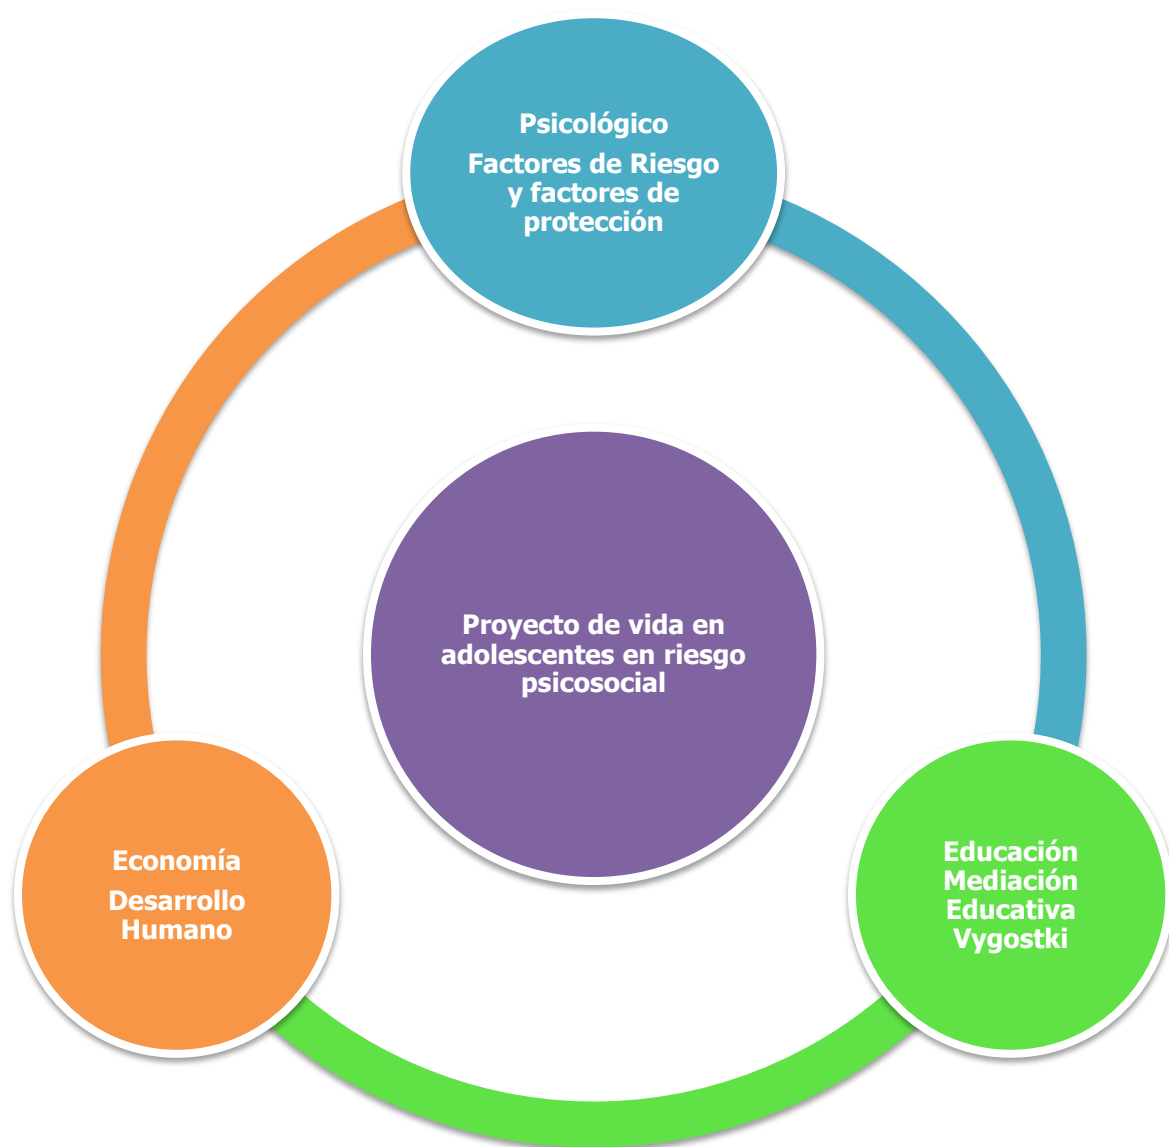 Psicológico
Factores de Riesgo
y factores de
protección
Proyecto de vida en
adolescentes en riesgo
psicosocial
Economía
Desarrollo
Humano
Educación
Mediación
Educativa
Vygostki